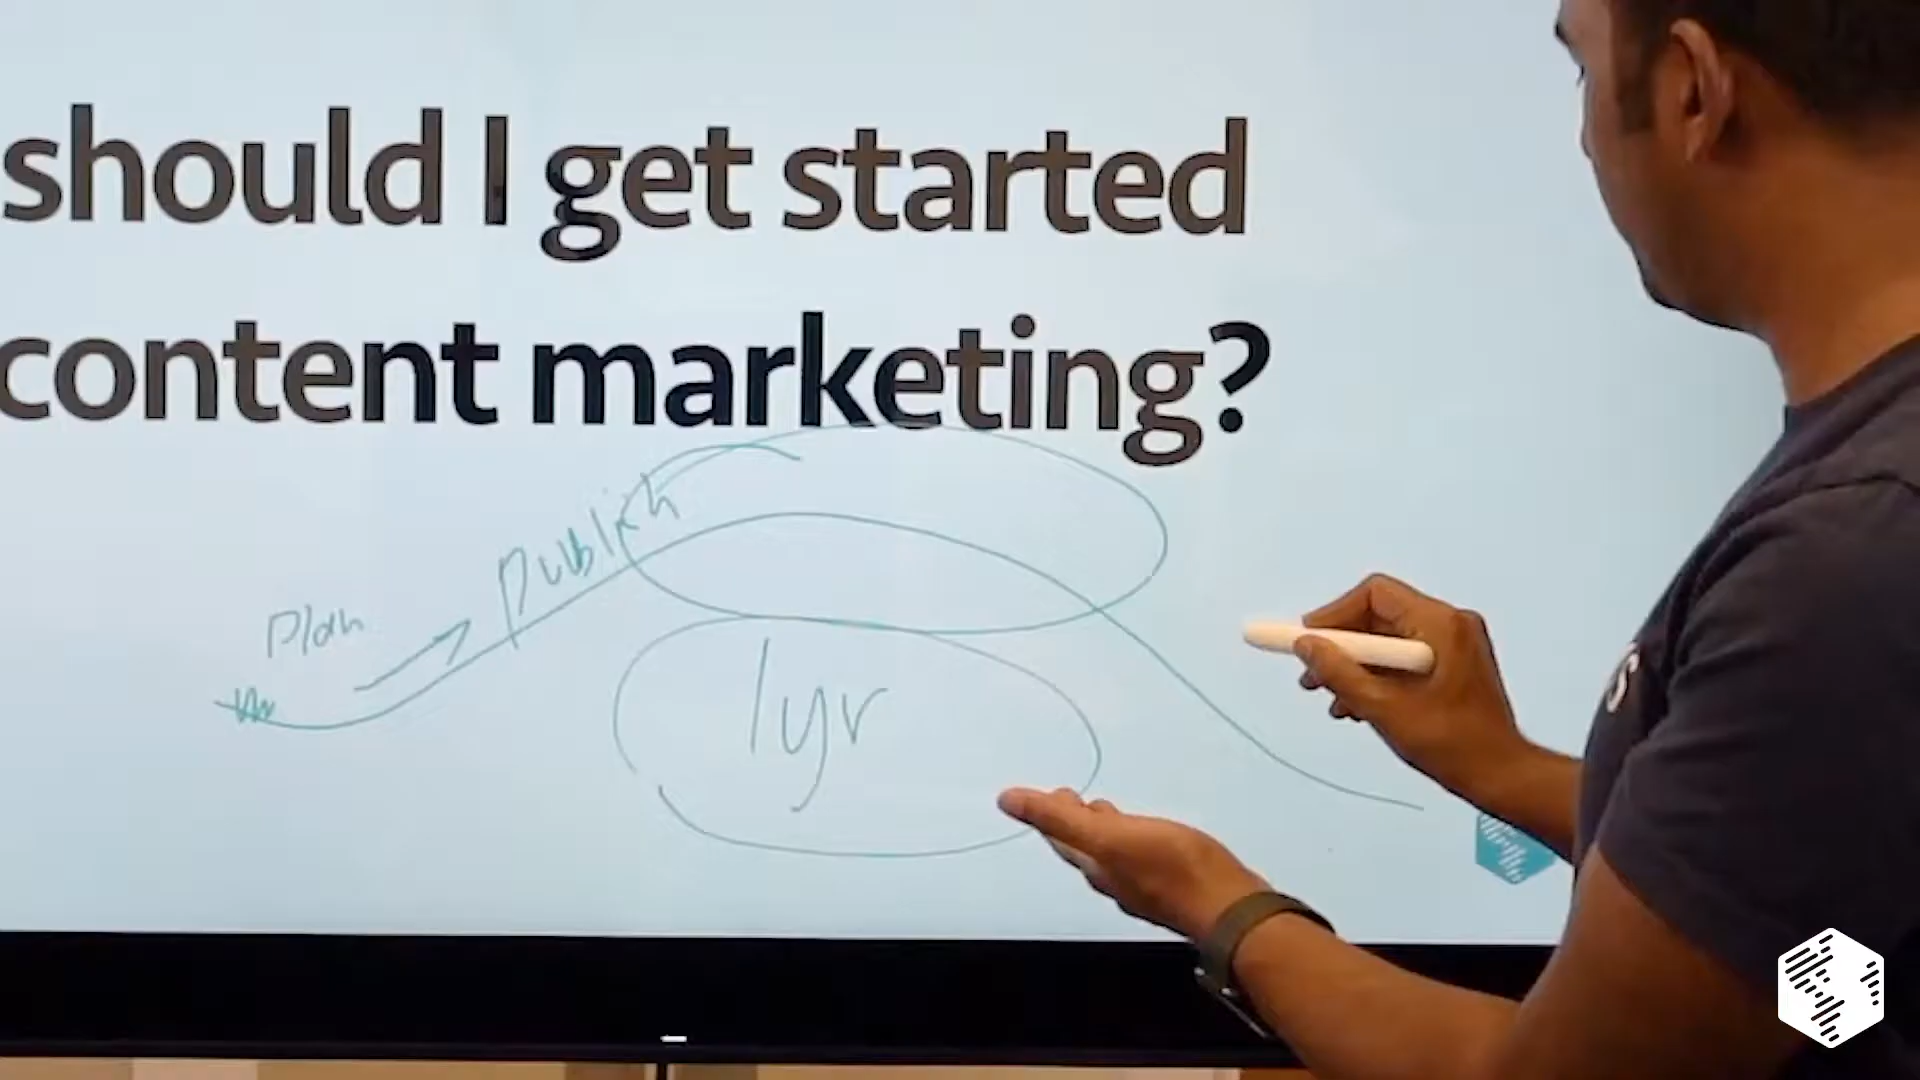 should I get started
content marketing?
publish
Plan
1yr